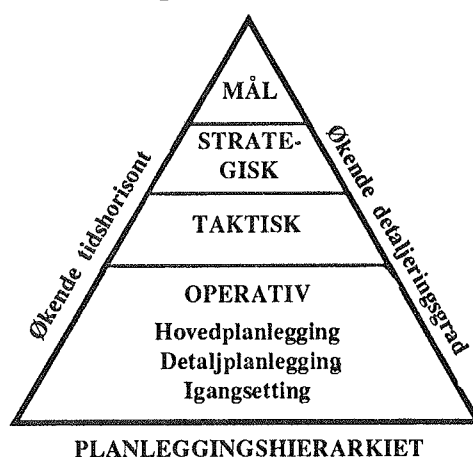 MÅL
STRATE-
GISK
TAKTISK
OPERATIV
Hovedplanlegging
Detaljplanlegging
Igangsetting
Økende tidshorisont
Økende detaljeringsgrad
PLANLEGGINGSHIERARKIET